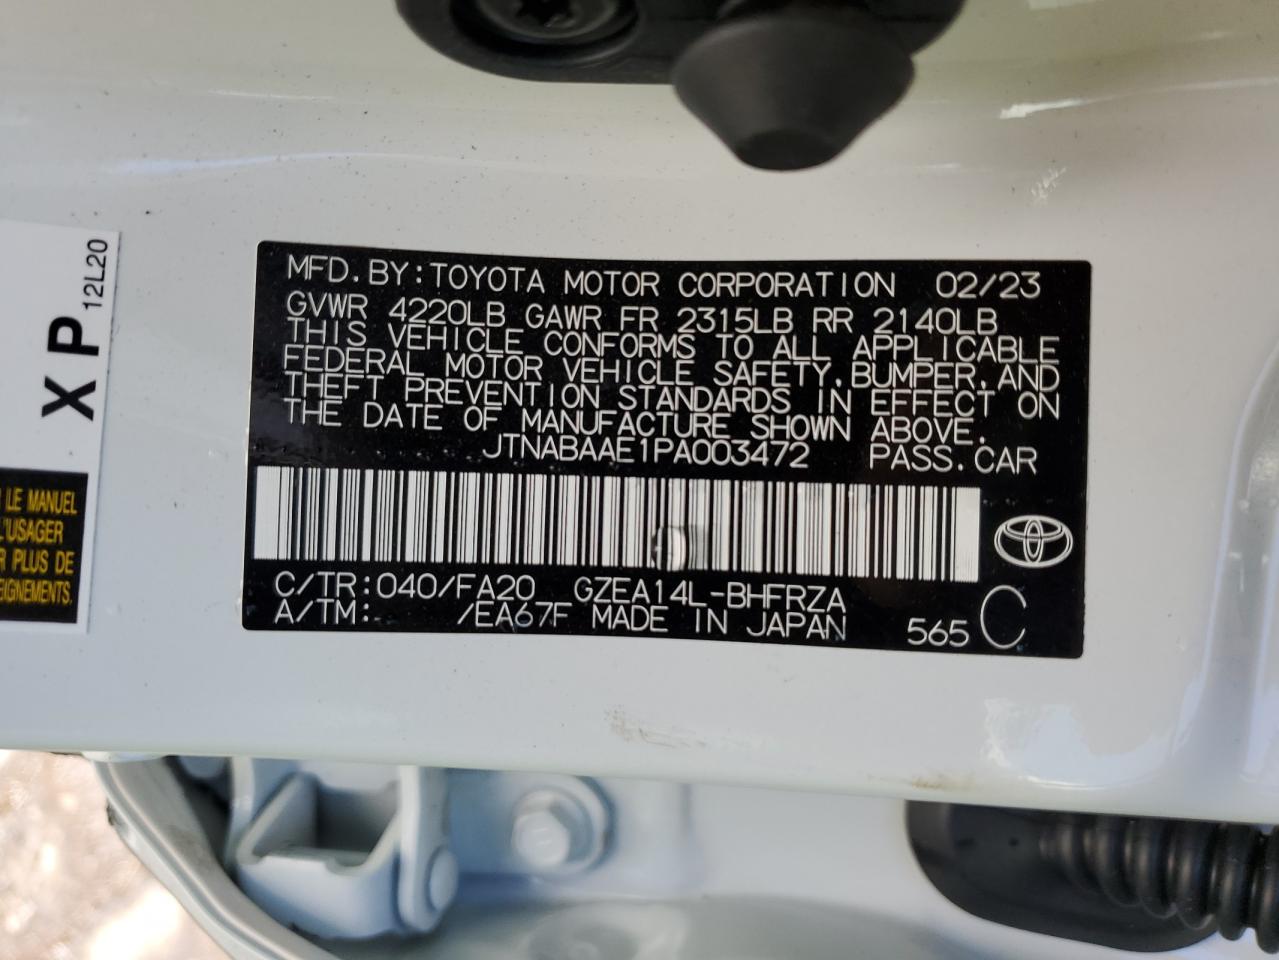 X P 12L20
LE MANUEL
L'USAGER
R PLUS DE
EIGNEMENTS.
MFD.BY:TOYOTA MOTOR CORPORATION 02/23
GVWR 4220LB GAWR FR 2315LB RR 2140LB
THIS VEHICLE CONFORMS TO ALL APPLICABLE
FEDERAL MOTOR VEHICLE SAFETY,BUMPER,AND
THEFT PREVENTION STANDARDS IN EFFECT ON
THE DATE OF MANUFACTURE SHOWN ABOVE.
JTNABAAE1PA003472 PASS.CAR
C/TR:040/FA20 GZEA14L-BHFRZA
A/TM:- /EA67F MADE IN JAPAN 565 C